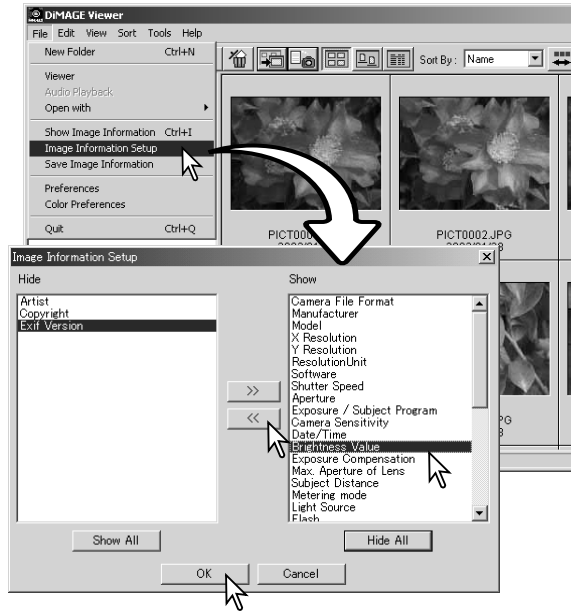 DiMAGE Viewer
File Edit View Sort Tools Help
New Folder Ctrl+N
Viewer
Audio Playback
Open with
Show Image Information Ctrl+I
Image Information Setup
Save Image Information
Preferences
Color Preferences
Quit Ctrl+Q
Sort By : Name
PICT000
PICT0002.JPG
Image Information Setup
Hide
Artist
Copyright
Exif Version
>>
<<
Show
Camera File Format
Manufacturer
Model
X Resolution
Y Resolution
ResolutionUnit
Software
Shutter Speed
Aperture
Exposure / Subject Program
Camera Sensitivity
Date/Time
Brightness Value
Exposure Compensation
Max. Aperture of Lens
Subject Distance
Metering mode
Light Source
Flash
Show All
Hide All
OK
Cancel
PG